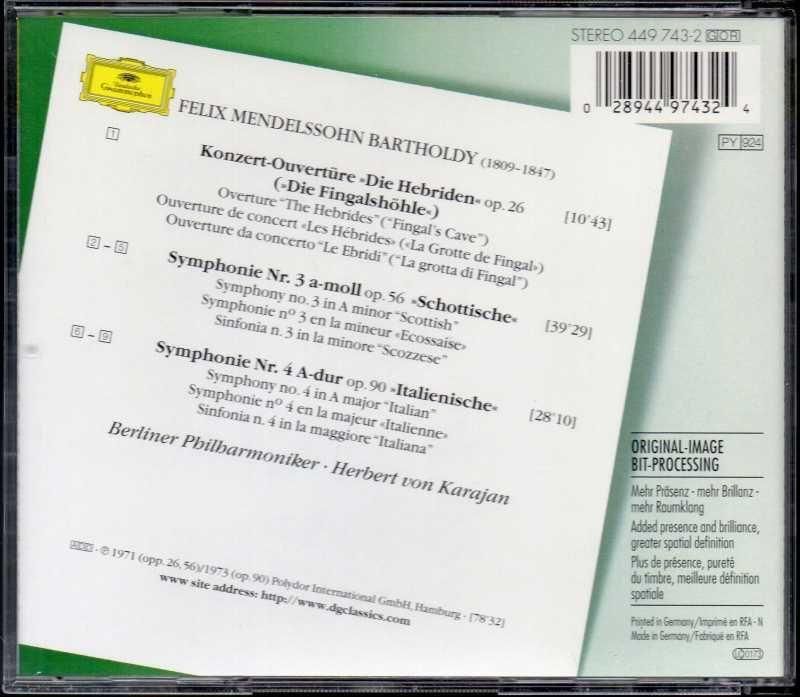 STEREO 449 743-2 GOR
0 28944 97432 4
PY 924
Deutsche
Grammophon
FELIX MENDELSSOHN BARTHOLDY (1809–1847)
1
Konzert-Ouvertüre »Die Hebriden« op. 26
(»Die Fingalshöhle«)
[10'43]
Overture “The Hebrides” (“Fingal's Cave”)
Ouverture de concert «Les Hébrides» («La Grotte de Fingal»)
Ouverture da concerto “Le Ebridi” (“La grotta di Fingal”)
2 – 5
Symphonie Nr. 3 a-moll op. 56 »Schottische«
[39'29]
Symphony no. 3 in A minor “Scottish”
Symphonie nº 3 en la mineur «Ecossaise»
Sinfonia n. 3 in la minore “Scozzese”
6 – 9
Symphonie Nr. 4 A-dur op. 90 »Italienische«
[28'10]
Symphony no. 4 in A major “Italian”
Symphonie nº 4 en la majeur «Italienne»
Sinfonia n. 4 in la maggiore “Italiana”
Berliner Philharmoniker · Herbert von Karajan
ADD · ℗ 1971 (opp. 26, 56)/1973 (op. 90) Polydor International GmbH, Hamburg · [78'32]
www site address: http://www.dgclassics.com
ORIGINAL-IMAGE
BIT-PROCESSING
Mehr Präsenz - mehr Brillanz -
mehr Raumklang
Added presence and brilliance,
greater spatial definition
Plus de présence, pureté
du timbre, meilleure définition
spatiale
Printed in Germany/Imprimé en RFA - N
Made in Germany/Fabriqué en RFA
LC 0173